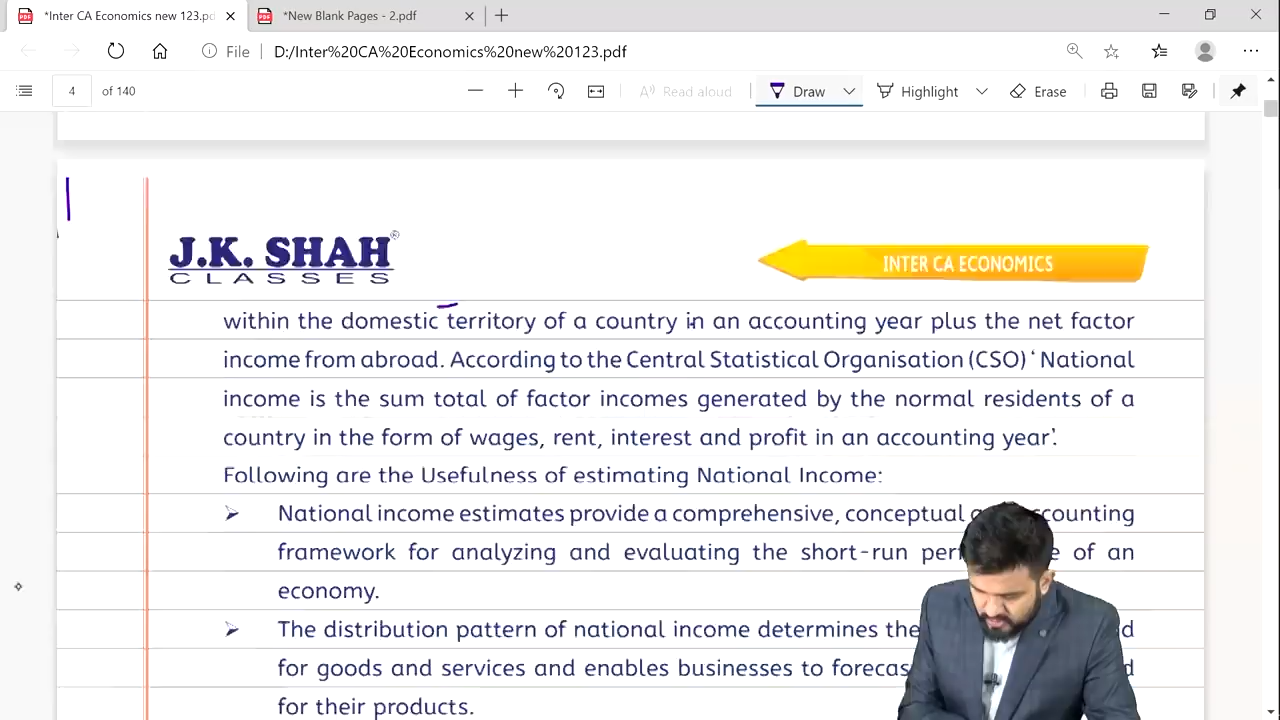 *Inter CA Economics new 123.pd
*New Blank Pages - 2.pdf
File
D:/Inter%20CA%20Economics%20new%20123.pdf
4 of 140
Read aloud
Draw
Highlight
Erase
J.K. SHAH®
CLASSES
INTER CA ECONOMICS
within the domestic territory of a country in an accounting year plus the net factor
income from abroad. According to the Central Statistical Organisation (CSO) ‘ National
income is the sum total of factor incomes generated by the normal residents of a
country in the form of wages, rent, interest and profit in an accounting year’.
Following are the Usefulness of estimating National Income:
➢ National income estimates provide a comprehensive, conceptual
framework for analyzing and evaluating the short-run of an
economy.
➢ The distribution pattern of national income determines the
for goods and services and enables businesses to
for their products.